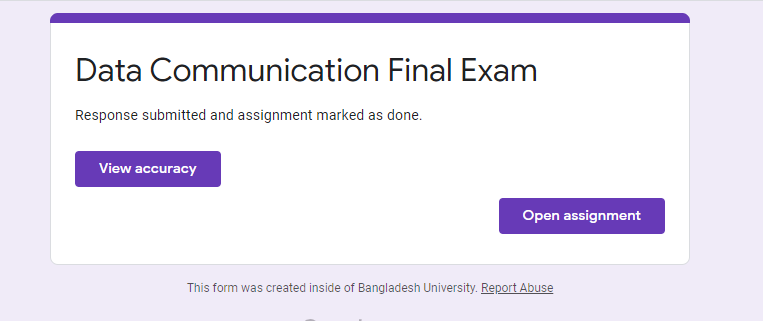 Data Communication Final Exam
Response submitted and assignment marked as done.
View accuracy
Open assignment
This form was created inside of Bangladesh University. Report Abuse